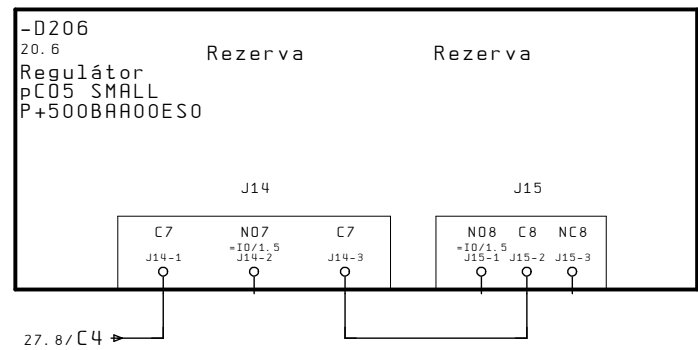 -D206
20.6
Rezerva Rezerva
Regulátor
pCO5 SMALL
P+500BAA00ES0
J14 J15
C7 NO7 C7 NO8 C8 NC8
=IO/1.5 =IO/1.5
J14-1 J14-2 J14-3 J15-1 J15-2 J15-3
27.8/C4